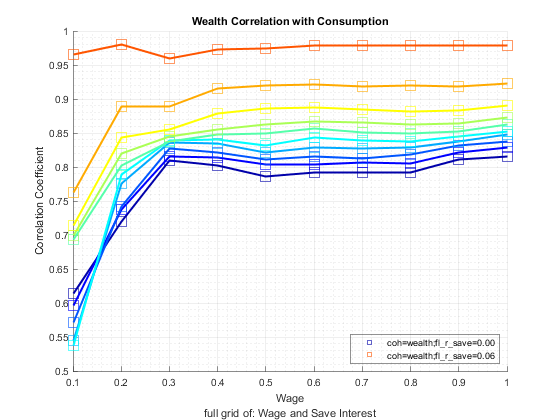 Wealth Correlation with Consumption
1
0.95
0.9
0.85
0.8
0.75
0.7
0.65
0.6
0.55
0.5
Correlation Coefficient
coh=wealth;fl_r_save=0.00
coh=wealth;fl_r_save=0.06
0.1 0.2 0.3 0.4 0.5 0.6 0.7 0.8 0.9 1
Wage
full grid of: Wage and Save Interest